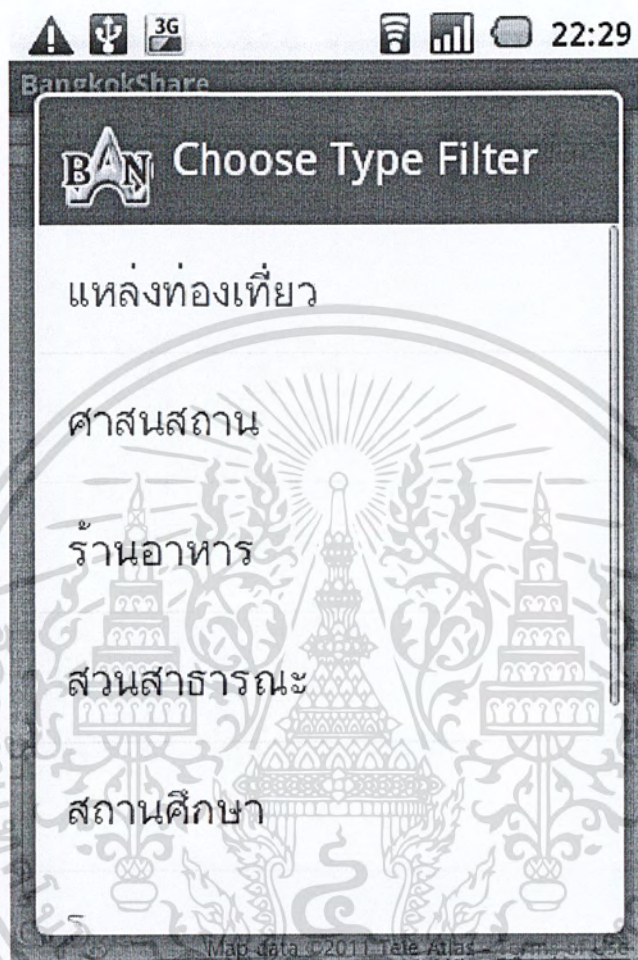 3G 22:29
BangkokShare
BAN Choose Type Filter
แหล่งท่องเที่ยว
ศาสนสถาน
ร้านอาหาร
สวนสาธารณะ
สถานศึกษา
Map data ©2011 Tele Atlas